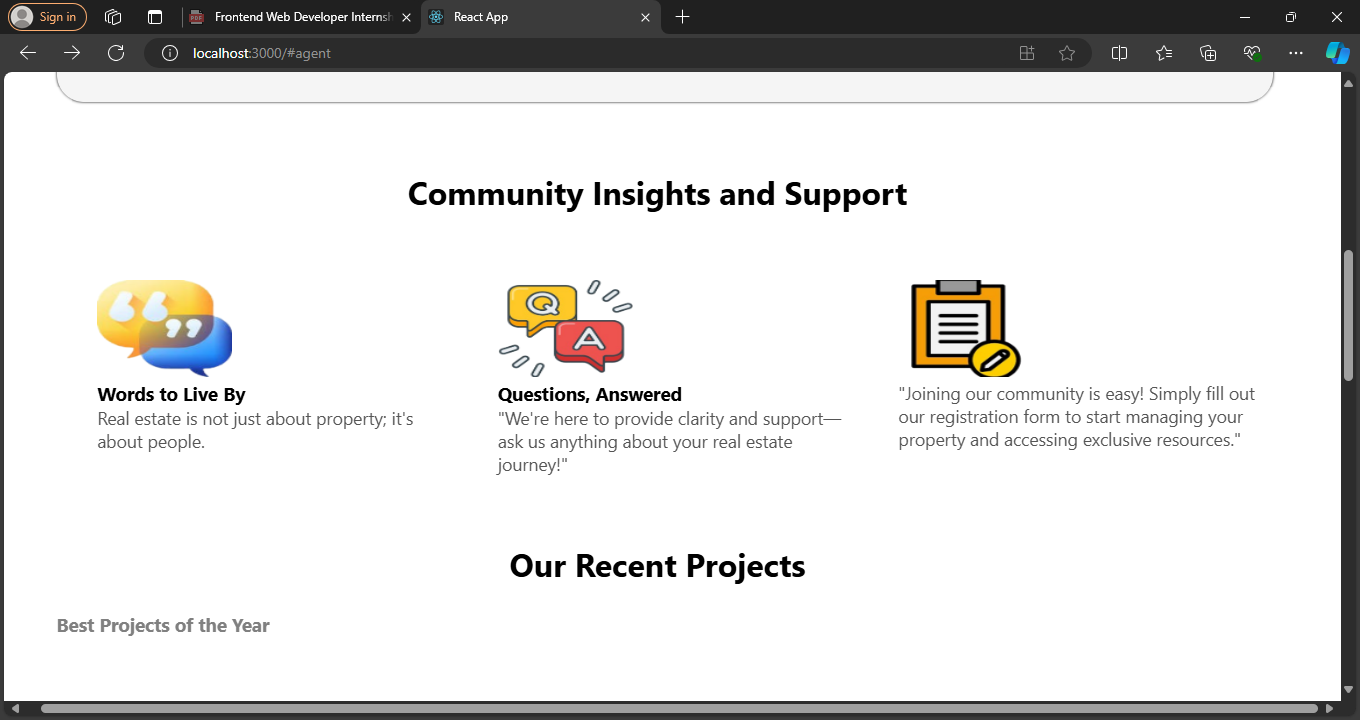 Sign in
Frontend Web Developer Internsh
React App
localhost:3000/#agent
Community Insights and Support
Q
A
Words to Live By
Real estate is not just about property; it's
about people.
Questions, Answered
"We're here to provide clarity and support—
ask us anything about your real estate
journey!"
"Joining our community is easy! Simply fill out
our registration form to start managing your
property and accessing exclusive resources."
Our Recent Projects
Best Projects of the Year